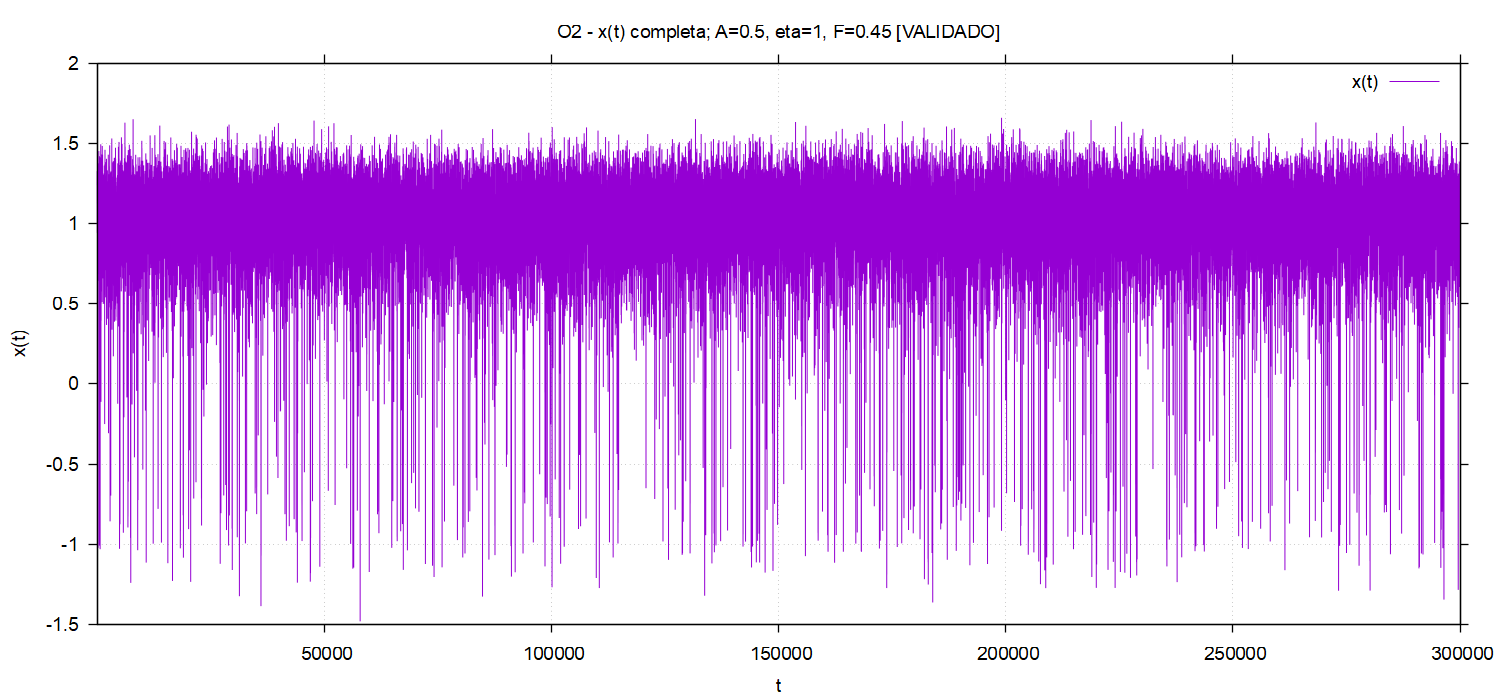 O2 - x(t) completa; A=0.5, eta=1, F=0.45 [VALIDADO]
x(t)
2
1.5
1
0.5
0
-0.5
-1
-1.5
x(t)
50000 100000 150000 200000 250000 300000
t